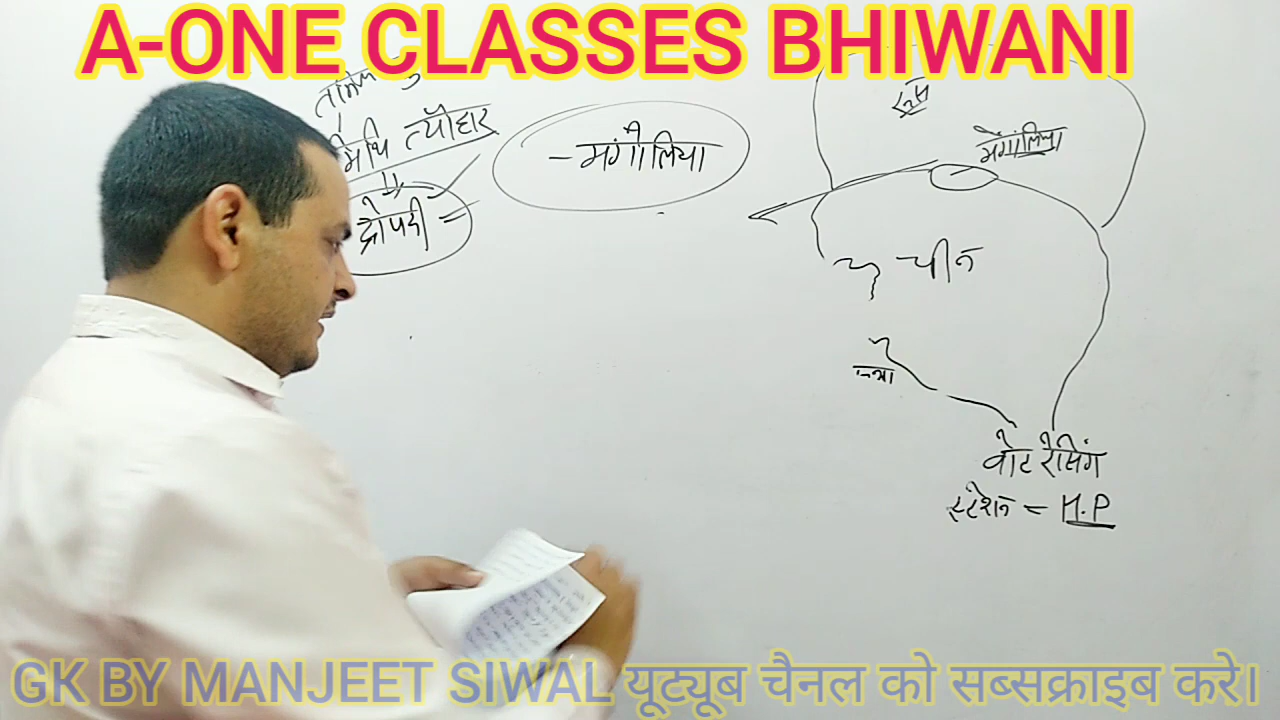 A-ONE CLASSES BHIWANI
त्यौहार
द्रोपदी =
- मंगोलिया
रूस
मंगोलिया
चीन
वोट रेसिंग
स्टेशन = M.P
GK BY MANJEET SIWAL यूट्यूब चैनल को सब्सक्राइब करे।